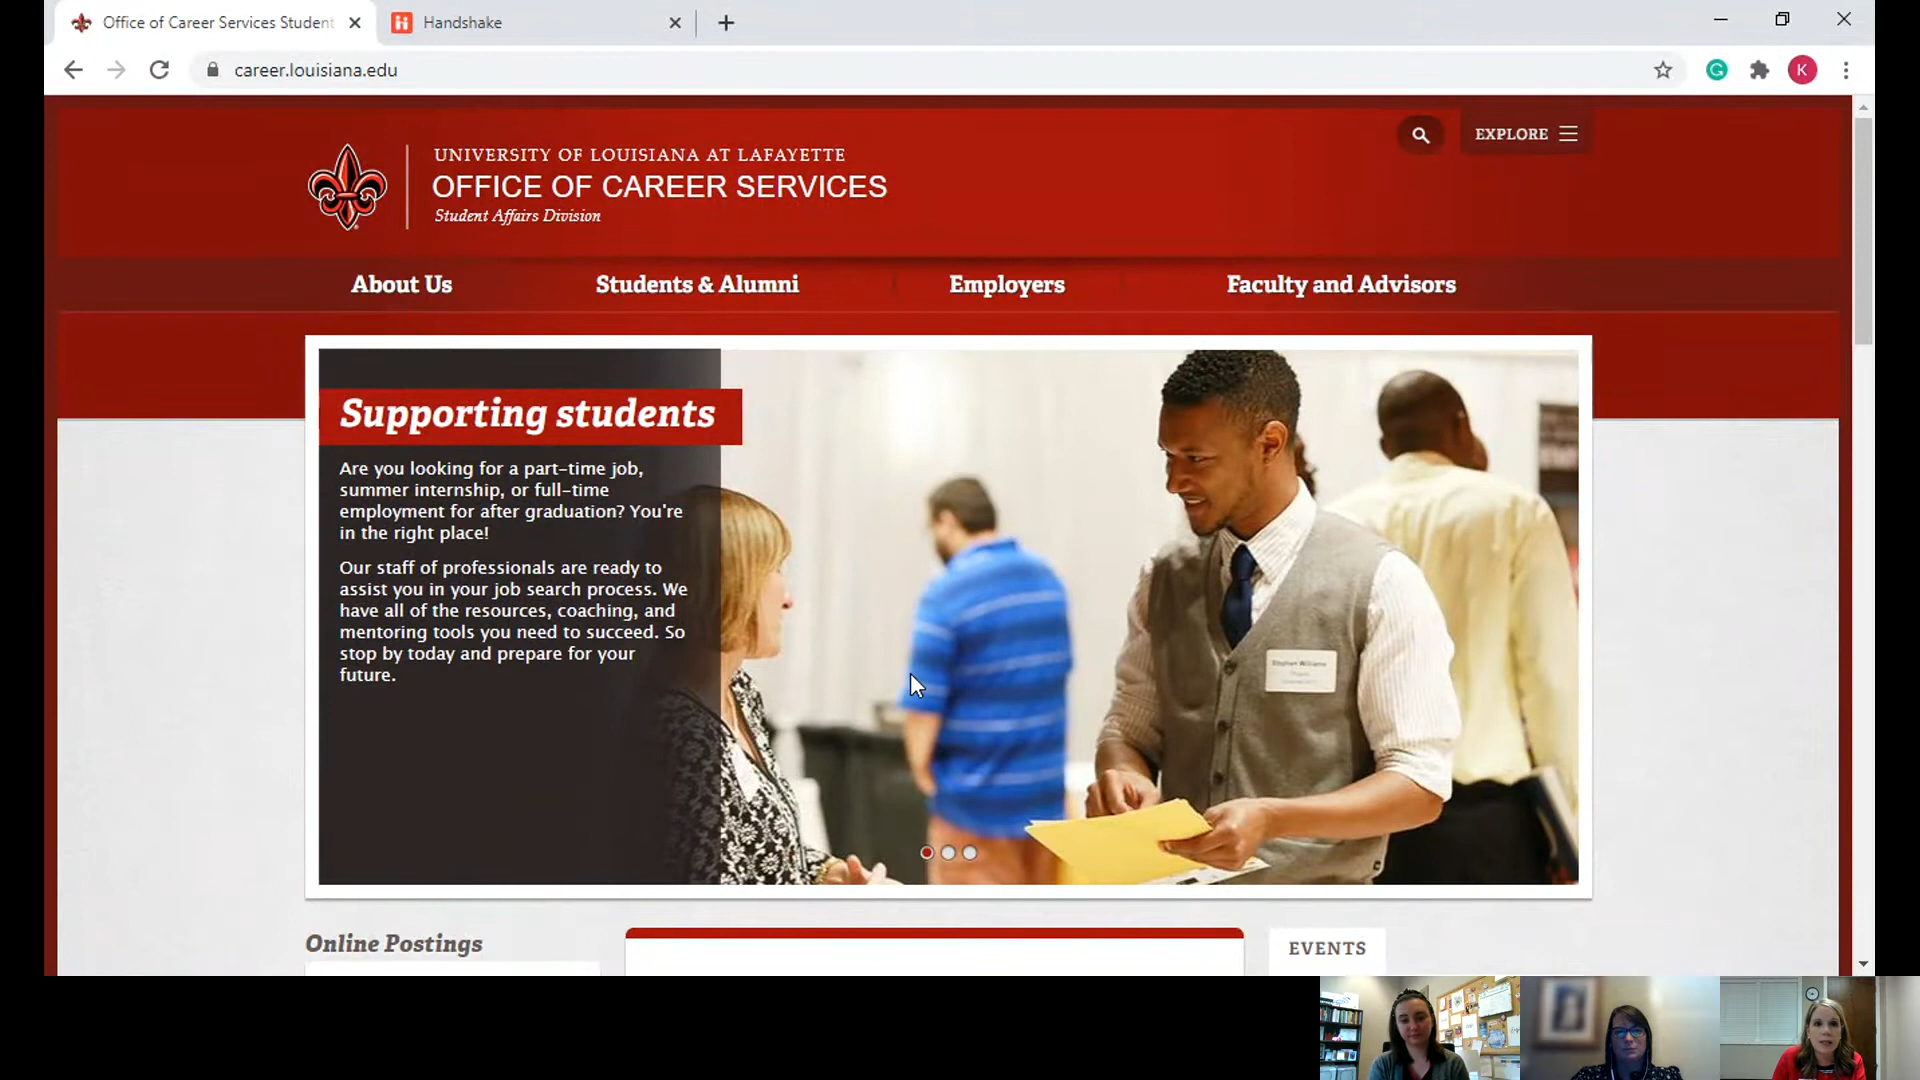 Office of Career Services Student
Handshake
career.louisiana.edu
K
UNIVERSITY OF LOUISIANA AT LAFAYETTE
OFFICE OF CAREER SERVICES
Student Affairs Division
EXPLORE
About Us
Students & Alumni
Employers
Faculty and Advisors
Supporting students
Are you looking for a part-time job,
summer internship, or full-time
employment for after graduation? You're
in the right place!
Our staff of professionals are ready to
assist you in your job search process. We
have all of the resources, coaching, and
mentoring tools you need to succeed. So
stop by today and prepare for your
future.
Stephen Williams
Online Postings
EVENTS